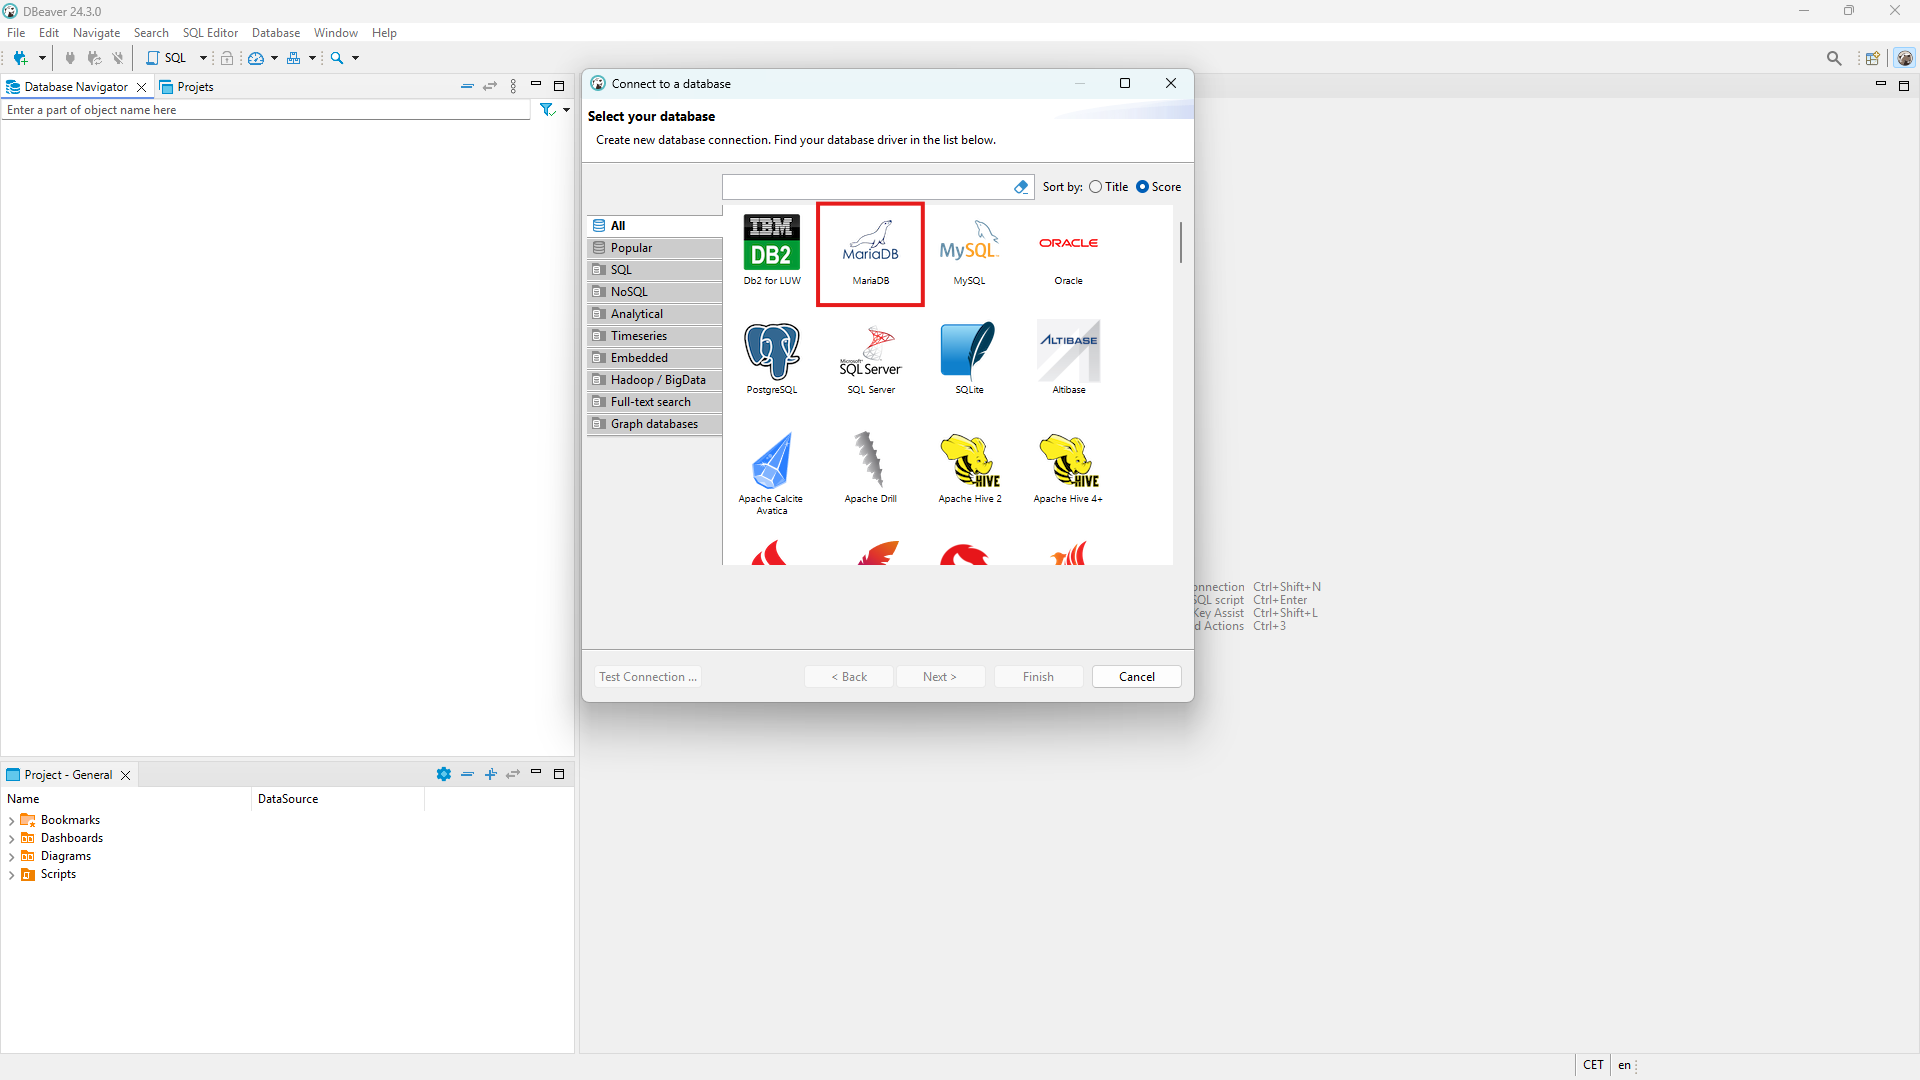 DBeaver 24.3.0
File Edit Navigate Search SQL Editor Database Window Help
SQL
Database Navigator
Projets
Enter a part of object name here
Connect to a database
Select your database
Create new database connection. Find your database driver in the list below.
Sort by: Title Score
All
Popular
SQL
NoSQL
Analytical
Timeseries
Embedded
Hadoop / BigData
Full-text search
Graph databases
IBM
DB2
Db2 for LUW
MariaDB
MariaDB
MySQL
MySQL
ORACLE
Oracle
PostgreSQL
Microsoft
SQL Server
SQL Server
SQLite
ALTIBASE
Altibase
Apache Calcite
Avatica
Apache Drill
HIVE
Apache Hive 2
HIVE
Apache Hive 4+
onnection Ctrl+Shift+N
SQL script Ctrl+Enter
Key Assist Ctrl+Shift+L
d Actions Ctrl+3
Test Connection ...
< Back
Next >
Finish
Cancel
Project - General
Name DataSource
Bookmarks
Dashboards
Diagrams
Scripts
CET en